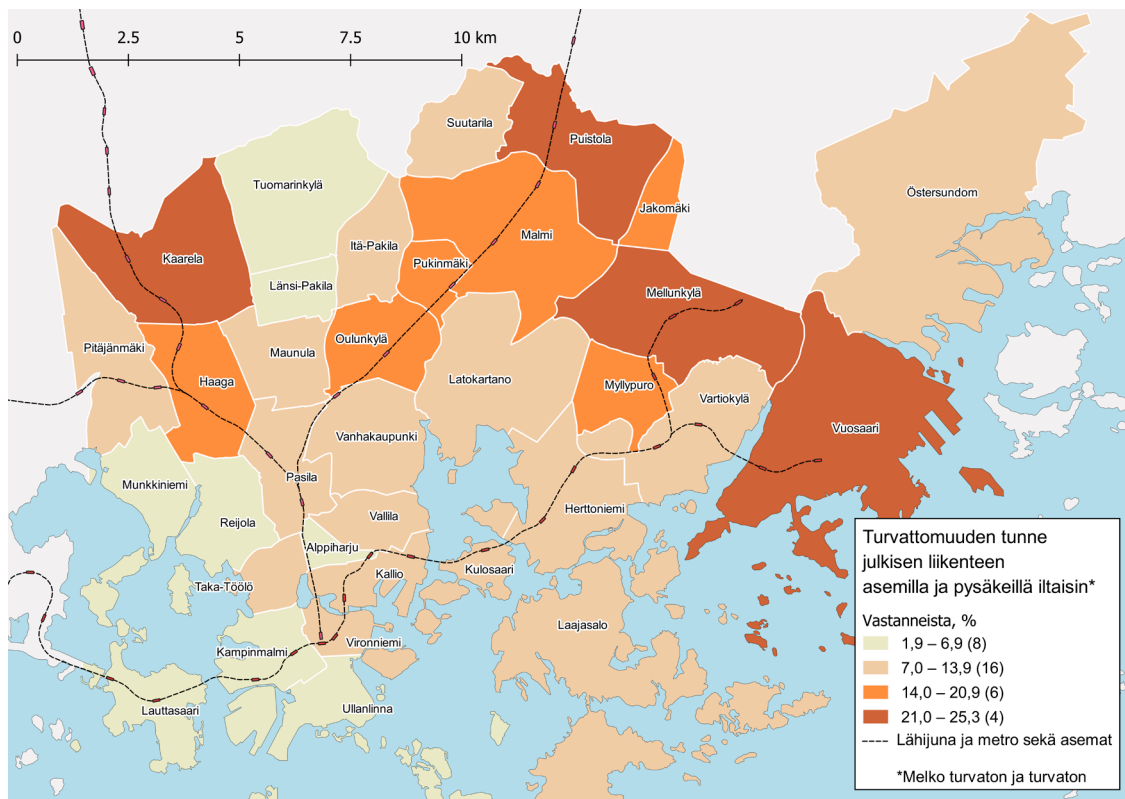 0 2.5 5 7.5 10 km
Suutarila
Puistola
Tuomarinkylä
Östersundom
Jakomäki
Malmi
Itä-Pakila
Kaarela
Pukinmäki
Länsi-Pakila
Mellunkylä
Oulunkylä
Pitäjänmäki
Maunula
Haaga
Latokartano
Myllypuro
Vartiokylä
Vuosaari
Vanhakaupunki
Munkkiniemi
Pasila
Herttoniemi
Vallila
Reijola
Alppiharju
Kulosaari
Kallio
Taka-Töölö
Laajasalo
Vironniemi
Kampinmalmi
Lauttasaari
Ullanlinna
Turvattomuuden tunne
julkisen liikenteen
asemilla ja pysäkeillä iltaisin*
Vastanneista, %
1,9 – 6,9 (8)
7,0 – 13,9 (16)
14,0 – 20,9 (6)
21,0 – 25,3 (4)
Lähijuna ja metro sekä asemat
*Melko turvaton ja turvaton